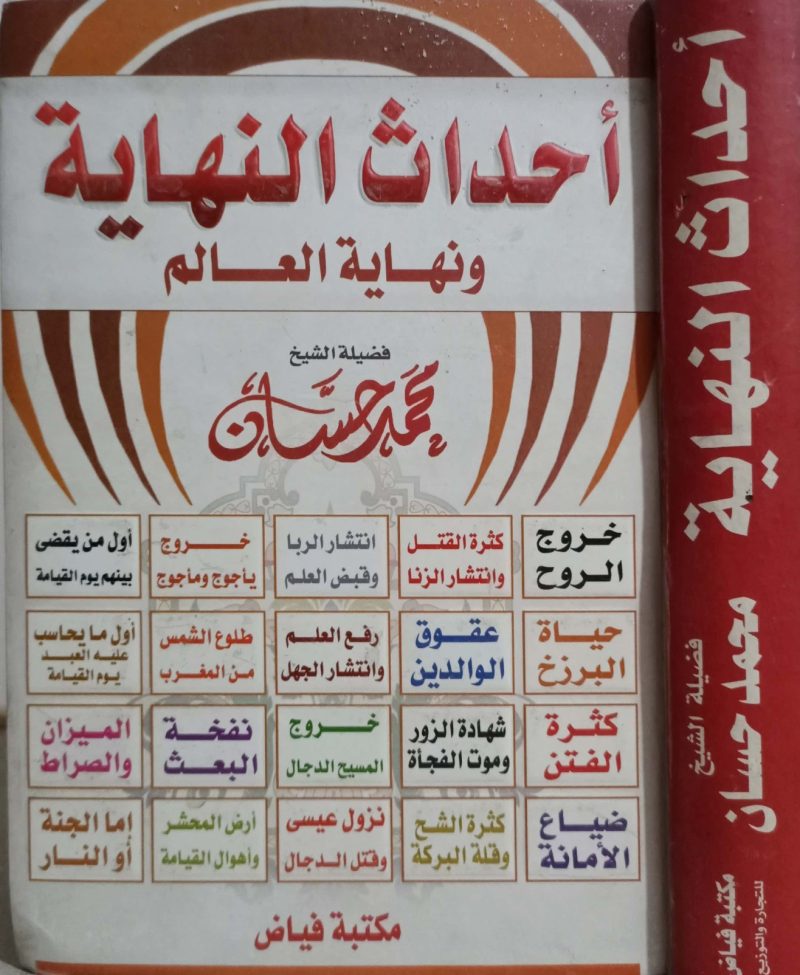 أحداث النهاية
ونهاية العالم
فضيلة الشيخ
محمد حسان
خروج
الروح
كثرة القتل
وانتشار الزنا
انتشار الربا
وقبض العلم
خروج
يأجوج ومأجوج
أول من يقضى
بينهم يوم القيامة
حياة
البرزخ
عقوق
الوالدين
رفع العلم
وانتشار الجهل
طلوع الشمس
من المغرب
أول ما يحاسب
عليه العبد
يوم القيامة
كثرة
الفتن
شهادة الزور
وموت الفجأة
خروج
المسيح الدجال
نفخة
البعث
الميزان
والصراط
ضياع
الأمانة
كثرة الشح
وقلة البركة
نزول عيسى
وقتل الدجال
أرض المحشر
وأهوال القيامة
إما الجنة
أو النار
مكتبة فياض
أحداث النهاية
فضيلة الشيخ
محمد حسان
مكتبة فياض
للتجارة والتوزيع